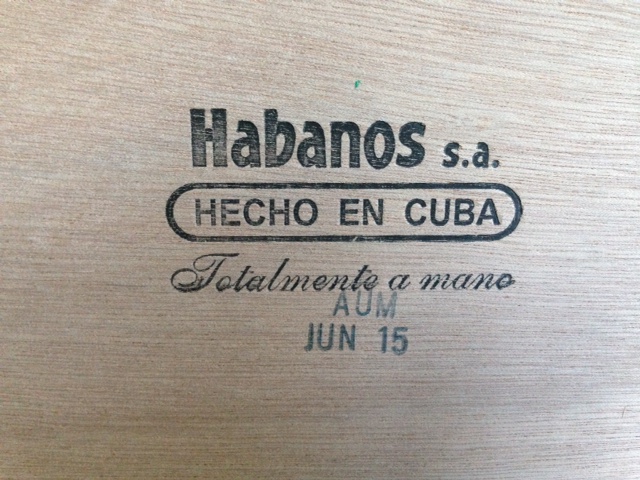 Habanos s.a.
HECHO EN CUBA
Totalmente a mano
AUM
JUN 15